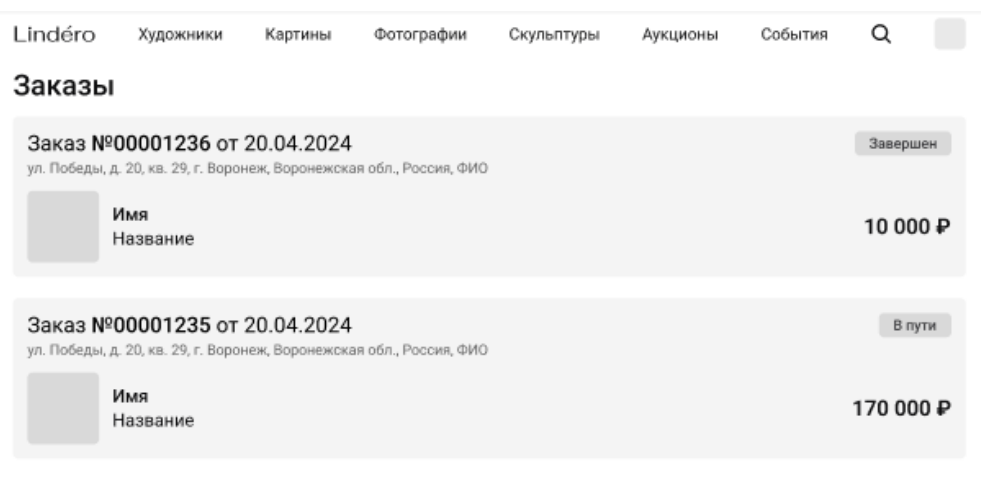 Lindéro Художники Картины Фотографии Скульптуры Аукционы События
Заказы
Заказ №00001236 от 20.04.2024 Завершен
ул. Победы, д. 20, кв. 29, г. Воронеж, Воронежская обл., Россия, ФИО
Имя
Название
10 000 ₽
Заказ №00001235 от 20.04.2024 В пути
ул. Победы, д. 20, кв. 29, г. Воронеж, Воронежская обл., Россия, ФИО
Имя
Название
170 000 ₽